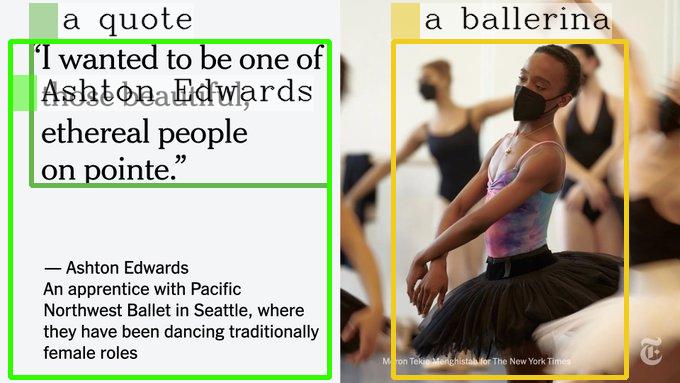 a quote
"I wanted to be one of
those beautiful,
Ashton Edwards
ethereal people
on pointe."
— Ashton Edwards
An apprentice with Pacific
Northwest Ballet in Seattle, where
they have been dancing traditionally
female roles
a ballerina
Meron Tekie Menghistab for The New York Times
T